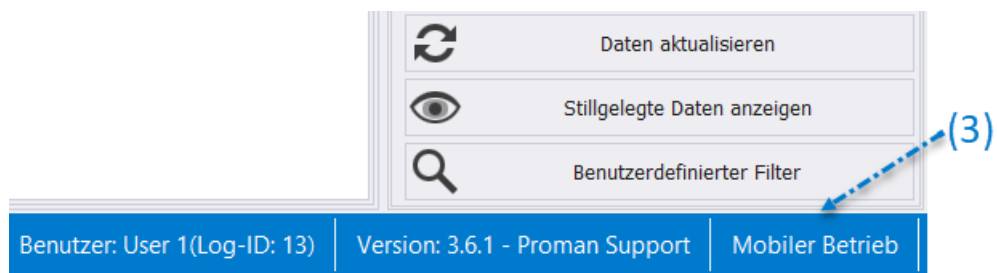 Daten aktualisieren
Stillgelegte Daten anzeigen
(3)
Benutzerdefinierter Filter
Benutzer: User 1(Log-ID: 13) Version: 3.6.1 - Proman Support Mobiler Betrieb